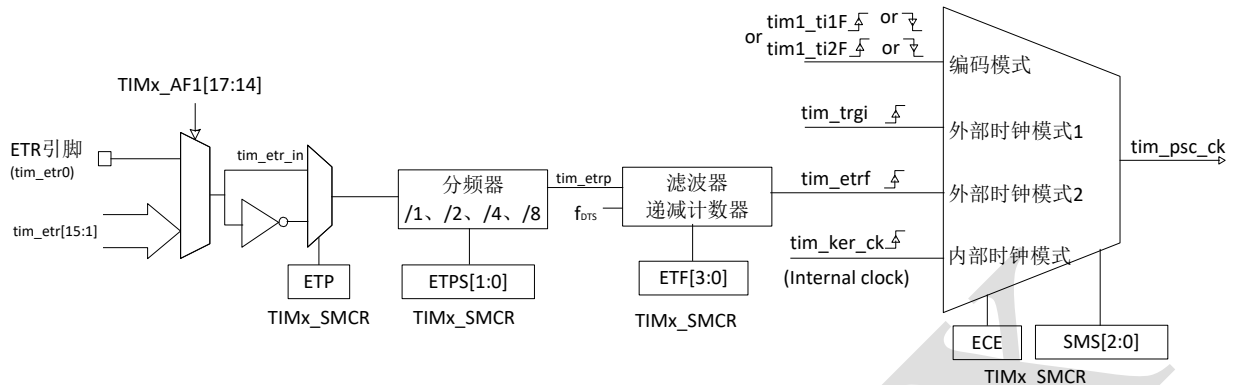 tim1_ti1F or
or tim1_ti2F or
编码模式
TIMx_AF1[17:14]
tim_trgi
外部时钟模式1
ETR引脚
(tim_etr0)
tim_etr_in
分频器
/1、/2、/4、/8
tim_etrp
fDTS
滤波器
递减计数器
tim_etrf
外部时钟模式2
tim_psc_ck
tim_etr[15:1]
tim_ker_ck
(Internal clock)
内部时钟模式
ETP
TIMx_SMCR
ETPS[1:0]
TIMx_SMCR
ETF[3:0]
TIMx_SMCR
ECE
SMS[2:0]
TIMx_SMCR